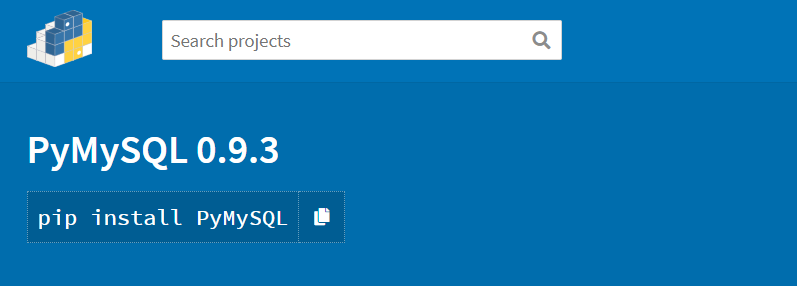 Search projects
PyMySQL 0.9.3
pip install PyMySQL